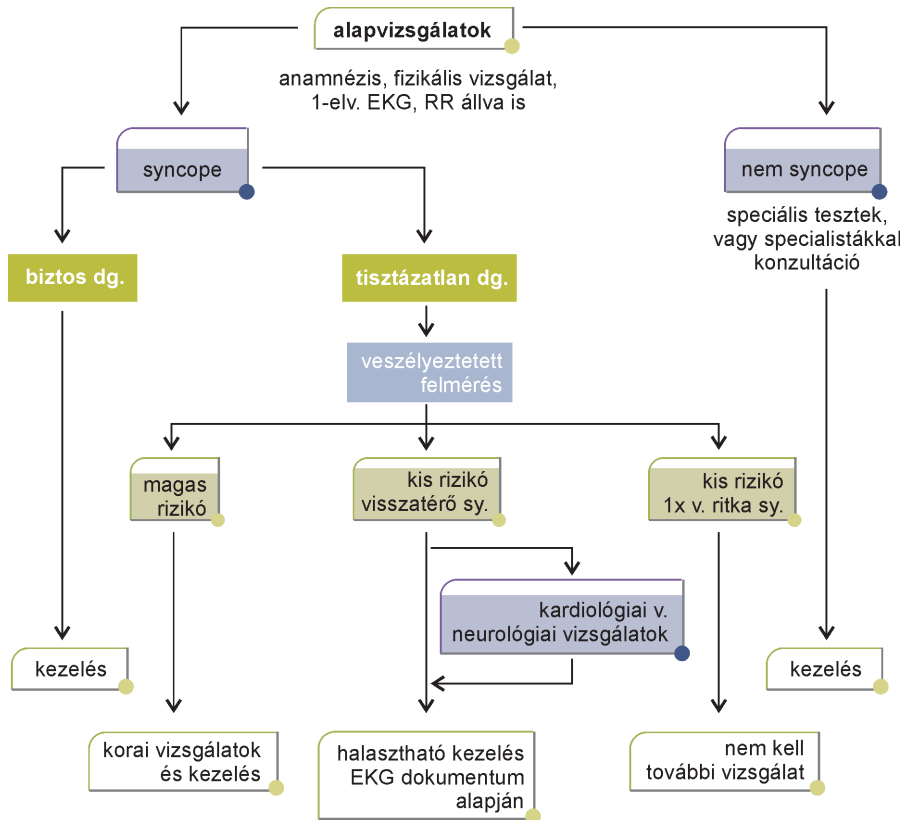 alapvizsgálatok
anamnézis, fizikális vizsgálat,
1-elv. EKG, RR állva is
syncope
nem syncope
speciális tesztek,
vagy specialistákkal
konzultáció
biztos dg.
tisztázatlan dg.
veszélyeztetett
felmérés
magas
rizikó
kis rizikó
visszatérő sy.
kis rizikó
1x v. ritka sy.
kardiológiai v.
neurológiai vizsgálatok
kezelés
kezelés
korai vizsgálatok
és kezelés
halasztható kezelés
EKG dokumentum
alapján
nem kell
további vizsgálat